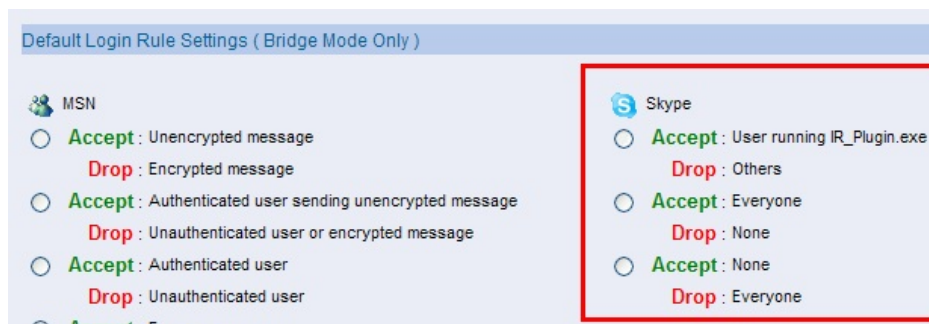 Default Login Rule Settings ( Bridge Mode Only )
MSN
Accept : Unencrypted message
Drop : Encrypted message
Accept : Authenticated user sending unencrypted message
Drop : Unauthenticated user or encrypted message
Accept : Authenticated user
Drop : Unauthenticated user
Skype
Accept : User running IR_Plugin.exe
Drop : Others
Accept : Everyone
Drop : None
Accept : None
Drop : Everyone